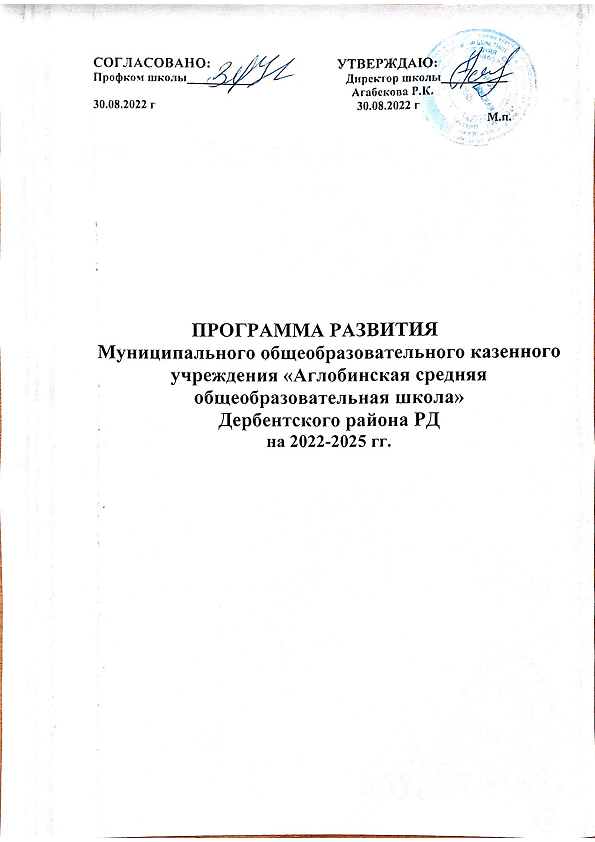 СОГЛАСОВАНО:
Профком школы
30.08.2022 г
УТВЕРЖДАЮ:
Директор школы
Агабекова Р.К.
30.08.2022 г
М.п.
ПРОГРАММА РАЗВИТИЯ
Муниципального общеобразовательного казенного
учреждения «Аглобинская средняя
общеобразовательная школа»
Дербентского района РД
на 2022-2025 гг.